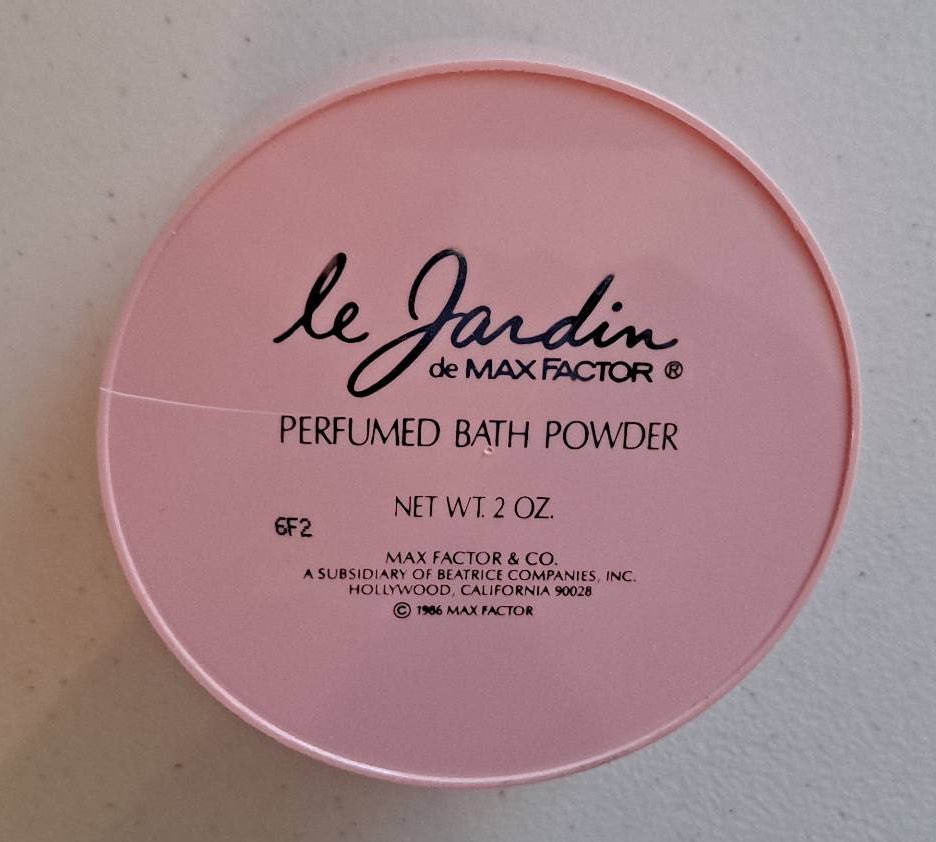 le Jardin
de MAX FACTOR ®
PERFUMED BATH POWDER
NET WT. 2 OZ.
6F2
MAX FACTOR & CO.
A SUBSIDIARY OF BEATRICE COMPANIES, INC.
HOLLYWOOD, CALIFORNIA 90028
© 1986 MAX FACTOR